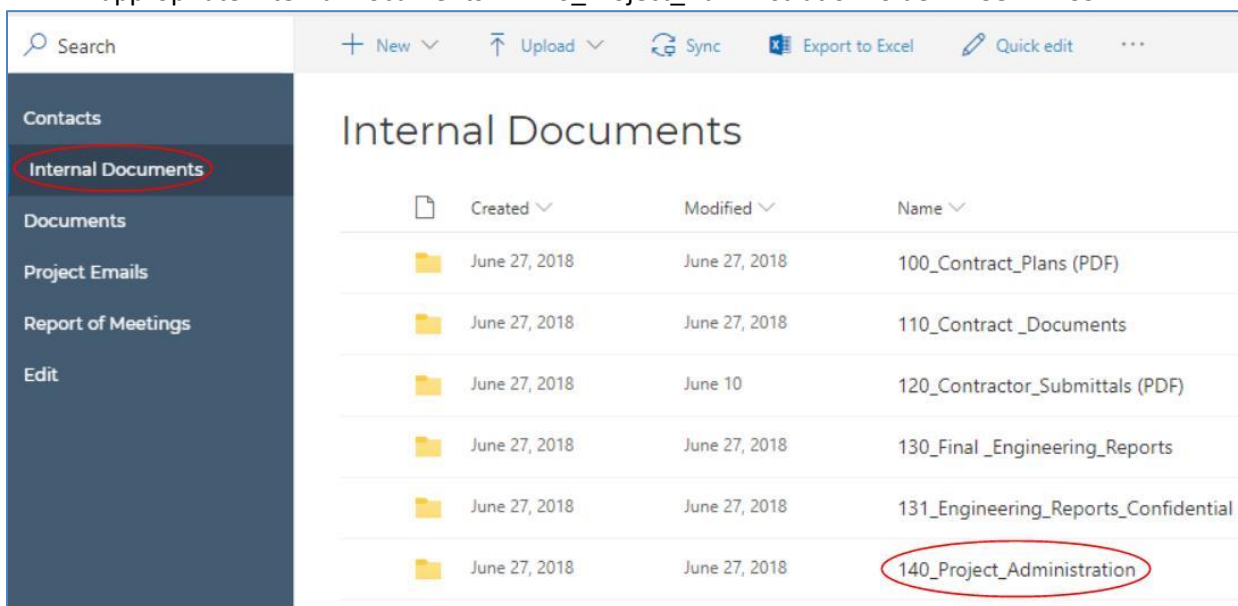 Search
+ New Upload Sync Export to Excel Quick edit ...
Contacts
Internal Documents
Documents
Project Emails
Report of Meetings
Edit
Internal Documents
Created Modified Name
June 27, 2018 June 27, 2018 100_Contract_Plans (PDF)
June 27, 2018 June 27, 2018 110_Contract _Documents
June 27, 2018 June 10 120_Contractor_Submittals (PDF)
June 27, 2018 June 27, 2018 130_Final _Engineering_Reports
June 27, 2018 June 27, 2018 131_Engineering_Reports_Confidential
June 27, 2018 June 27, 2018 140_Project_Administration